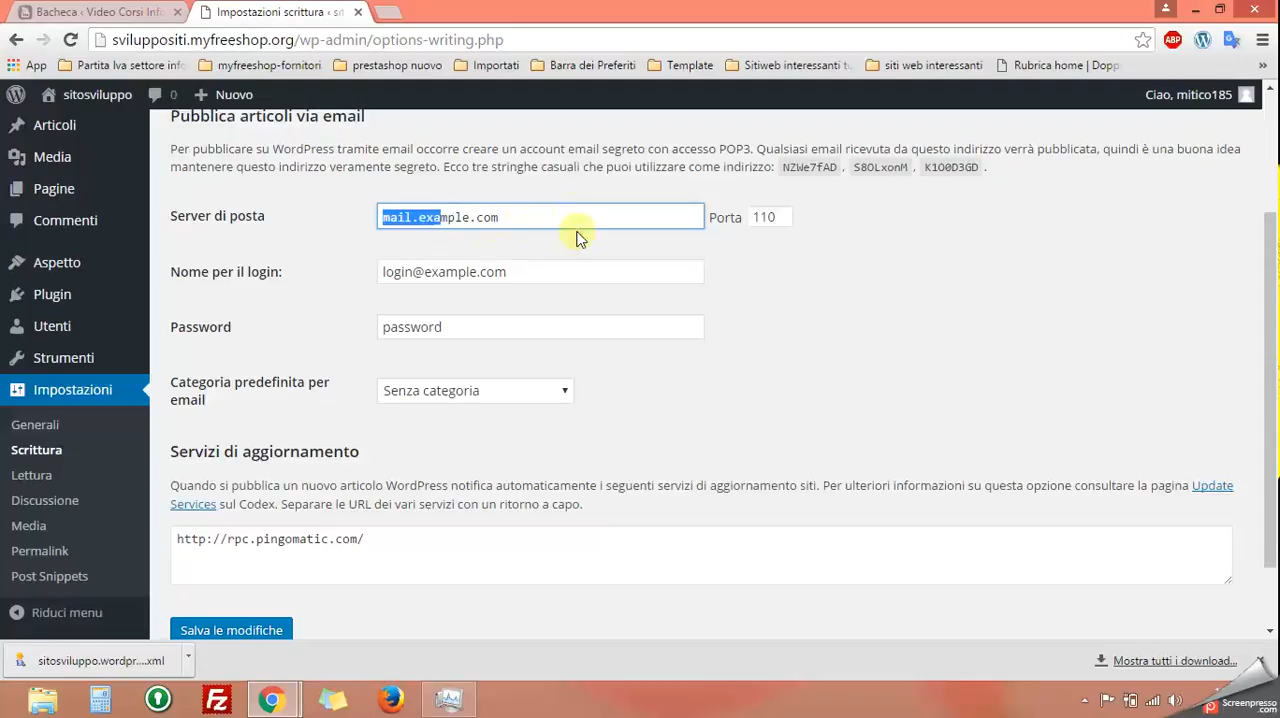 Bacheca ‹ Video Corsi Info
Impostazioni scrittura ‹ sit
sviluppositi.myfreeshop.org/wp-admin/options-writing.php
App
Partita Iva settore info
myfreeshop-fornitori
prestashop nuovo
Importati
Barra dei Preferiti
Template
Sitiweb interessanti tu
siti web interessanti
Rubrica home | Dopp
»
ABP
sitosviluppo
0
Nuovo
Ciao, mitico185
Articoli
Media
Pagine
Commenti
Aspetto
Plugin
Utenti
Strumenti
Impostazioni
Generali
Scrittura
Lettura
Discussione
Media
Permalink
Post Snippets
Riduci menu
Pubblica articoli via email
Per pubblicare su WordPress tramite email occorre creare un account email segreto con accesso POP3. Qualsiasi email ricevuta da questo indirizzo verrà pubblicata, quindi è una buona idea
mantenere questo indirizzo veramente segreto. Ecco tre stringhe casuali che puoi utilizzare come indirizzo: NZWe7fAD , S8OLxonM , K1O0D3GD .
Server di posta
mail.example.com
Porta 110
Nome per il login:
login@example.com
Password
password
Categoria predefinita per
email
Senza categoria
Servizi di aggiornamento
Quando si pubblica un nuovo articolo WordPress notifica automaticamente i seguenti servizi di aggiornamento siti. Per ulteriori informazioni su questa opzione consultare la pagina Update
Services sul Codex. Separare le URL dei vari servizi con un ritorno a capo.
http://rpc.pingomatic.com/
Salva le modifiche
sitosviluppo.wordpr....xml
Mostra tutti i download...
Screenpresso
.com